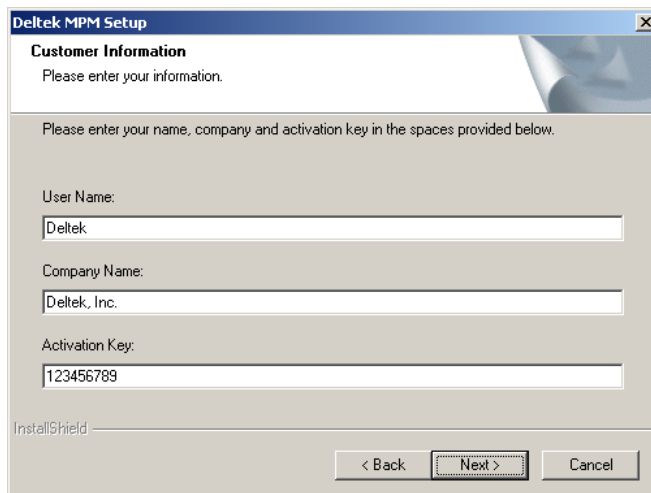 Deltek MPM Setup
Customer Information
Please enter your information.
Please enter your name, company and activation key in the spaces provided below.
User Name:
Deltek
Company Name:
Deltek, Inc.
Activation Key:
123456789
InstallShield
< Back Next > Cancel